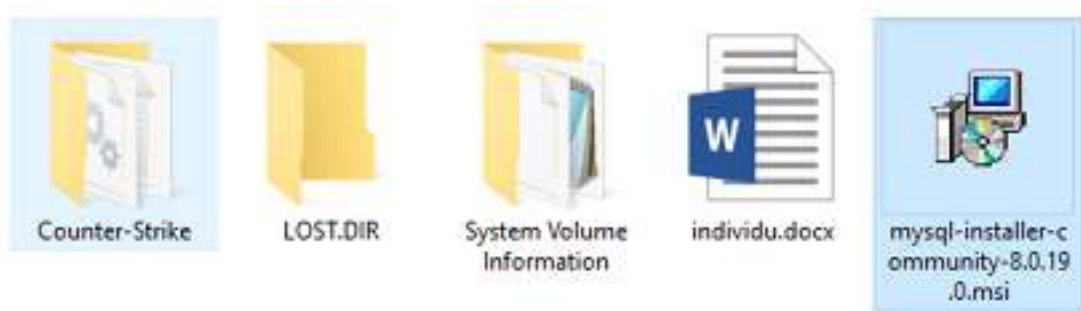 Counter-Strike
LOST.DIR
System Volume
Information
W
individu.docx
mysql-installer-c
ommunity-8.0.19
.0.msi